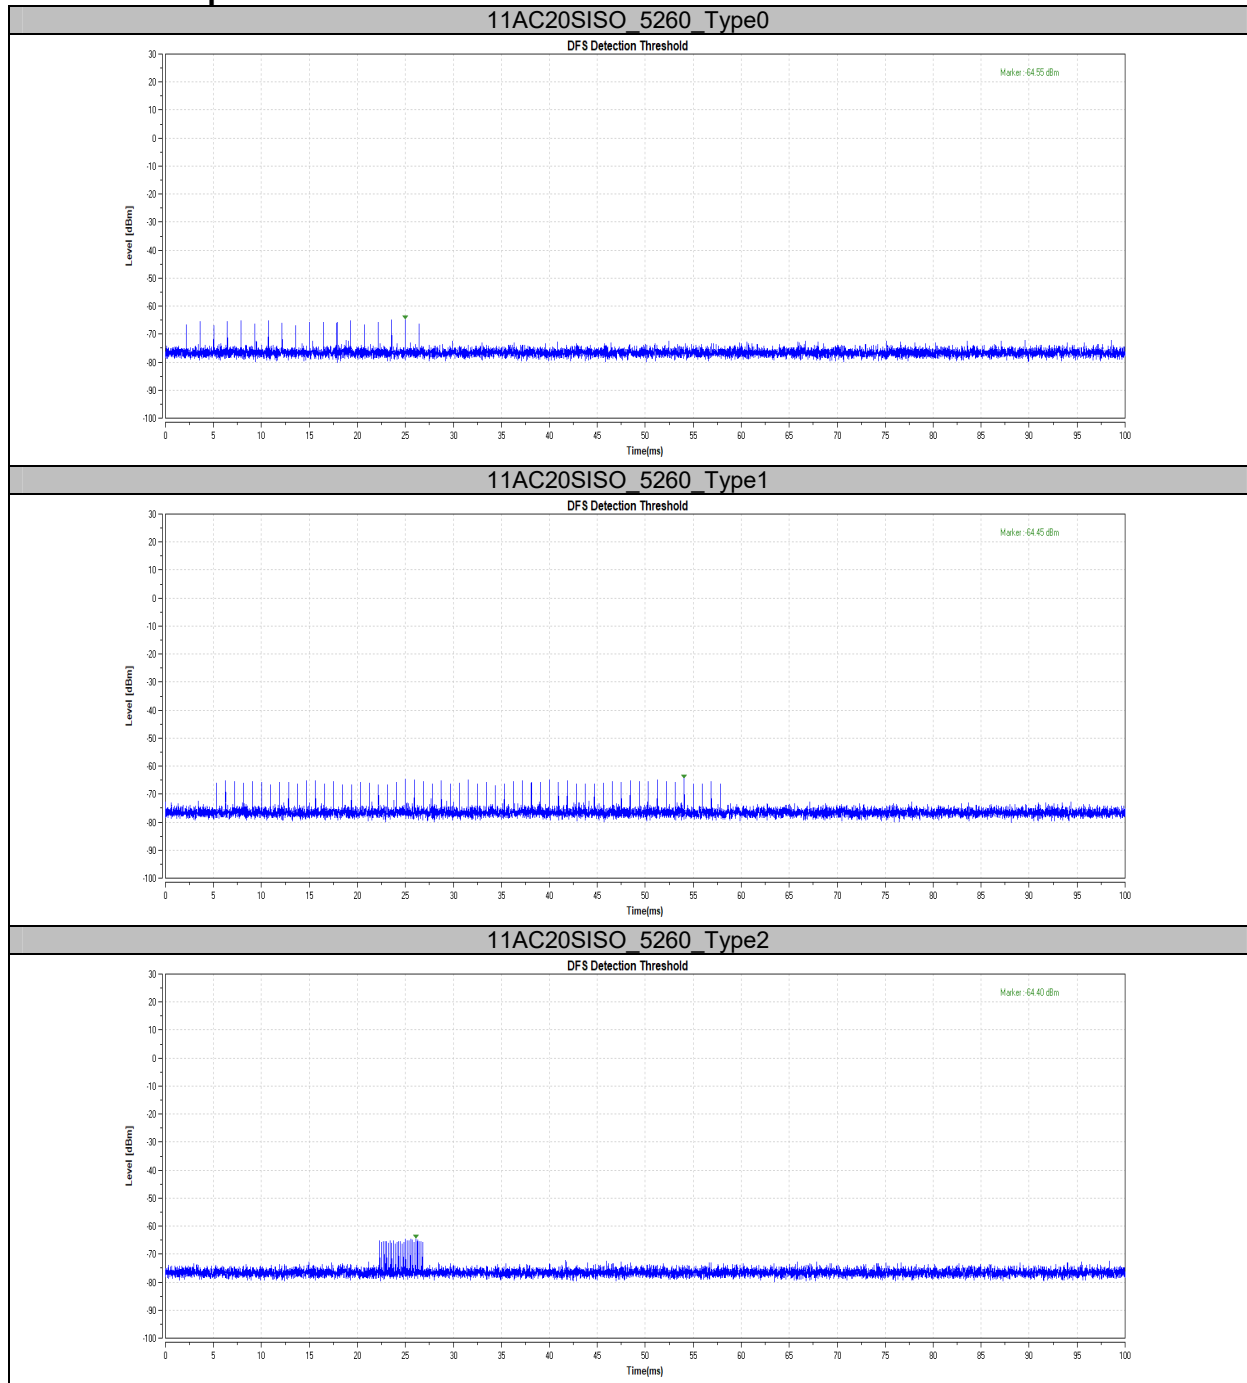 11AC20SISO_5260_Type0
DFS Detection Threshold
Marker :-64.55 dBm
30
20
10
0
-10
-20
-30
-40
-50
-60
-70
-80
-90
-100
Level [dBm]
0 5 10 15 20 25 30 35 40 45 50 55 60 65 70 75 80 85 90 95 100
Time(ms)
11AC20SISO_5260_Type1
DFS Detection Threshold
Marker :-64.45 dBm
30
20
10
0
-10
-20
-30
-40
-50
-60
-70
-80
-90
-100
Level [dBm]
0 5 10 15 20 25 30 35 40 45 50 55 60 65 70 75 80 85 90 95 100
Time(ms)
11AC20SISO_5260_Type2
DFS Detection Threshold
Marker :-64.40 dBm
30
20
10
0
-10
-20
-30
-40
-50
-60
-70
-80
-90
-100
Level [dBm]
0 5 10 15 20 25 30 35 40 45 50 55 60 65 70 75 80 85 90 95 100
Time(ms)